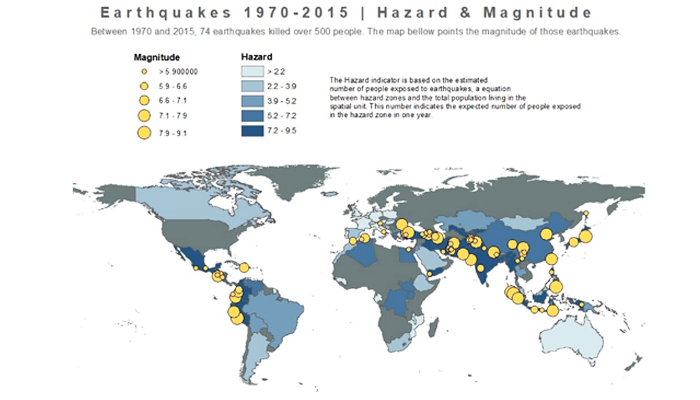 Earthquakes 1970-2015 | Hazard & Magnitude
Between 1970 and 2015, 74 earthquakes killed over 500 people. The map bellow points the magnitude of those earthquakes.
Magnitude
> 5.900000
5.9 - 6.6
6.6 - 7.1
7.1 - 7.9
7.9 - 9.1
Hazard
> 2.2
2.2 - 3.9
3.9 - 5.2
5.2 - 7.2
7.2 - 9.5
The Hazard indicator is based on the estimated
number of people exposed to earthquakes, a equation
between hazard zones and the total population living in the
spatial unit. This number indicates the expected number of people exposed
in the hazard zone in one year.